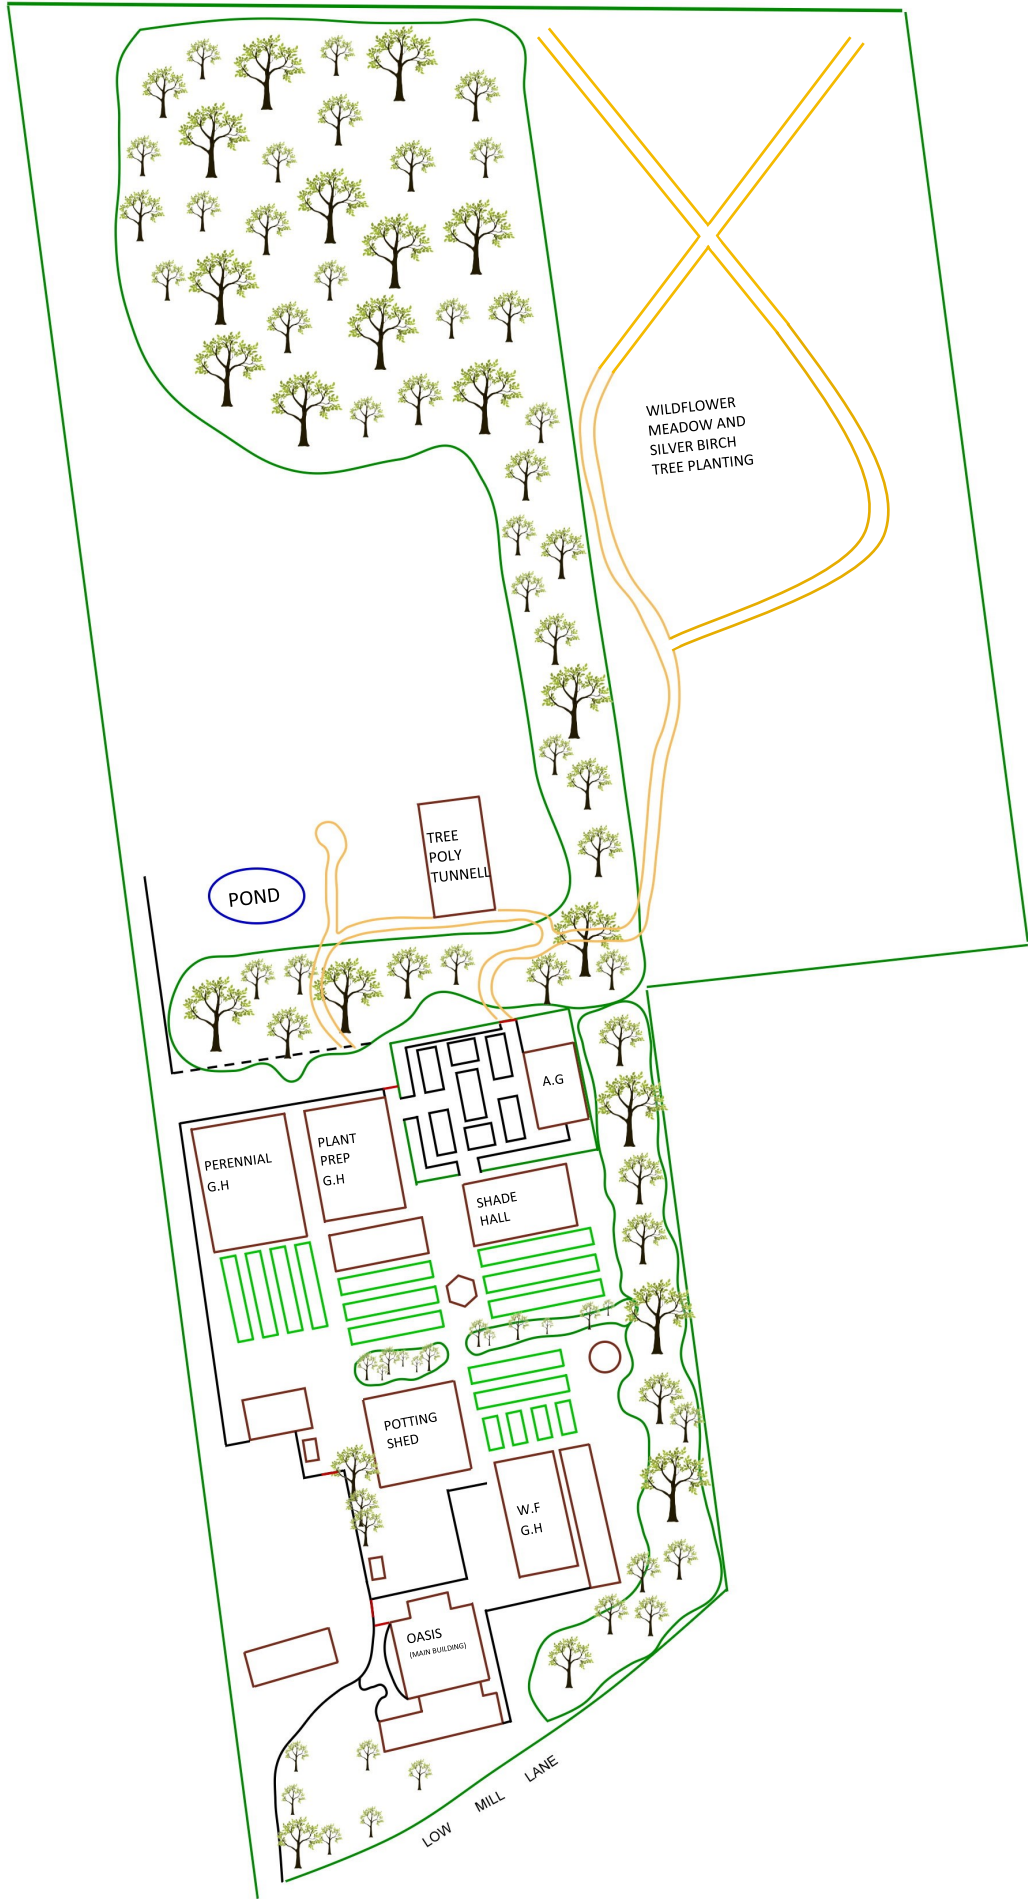 WILDFLOWER
MEADOW AND
SILVER BIRCH
TREE PLANTING
TREE
POLY
TUNNELL
POND
A.G
PERENNIAL
G.H
PLANT
PREP
G.H
SHADE
HALL
POTTING
SHED
W.F
G.H
OASIS
(MAIN BUILDING)
LOW MILL LANE